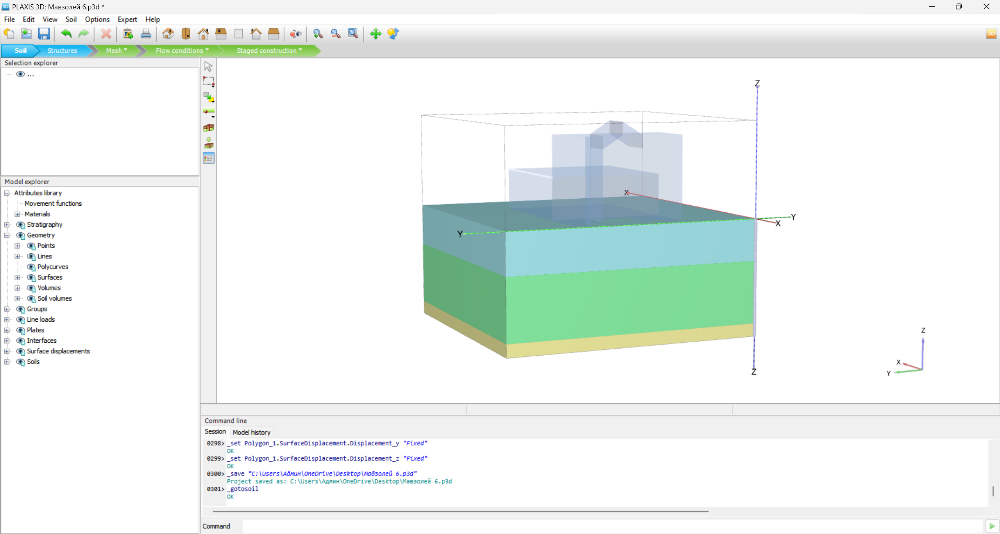 PLAXIS 3D: Мавзолей 6.p3d *
File Edit View Soil Options Expert Help
3D
Soil Structures Mesh * Flow conditions * Staged construction *
Selection explorer
...
Model explorer
Attributes library
Movement functions
Materials
Stratigraphy
Geometry
Points
Lines
Polycurves
Surfaces
Volumes
Soil volumes
Groups
Line loads
Plates
Interfaces
Surface displacements
Soils
Z
X
Y
X
Y
Z
Z
X
Y
Command line
Session Model history
0298> _set Polygon_1.SurfaceDisplacement.Displacement_y "Fixed"
OK
0299> _set Polygon_1.SurfaceDisplacement.Displacement_z "Fixed"
OK
0300> _save "C:\Users\Админ\OneDrive\Desktop\Мавзолей 6.p3d"
Project saved as: C:\Users\Админ\OneDrive\Desktop\Мавзолей 6.p3d
0301> _gotosoil
OK
Command